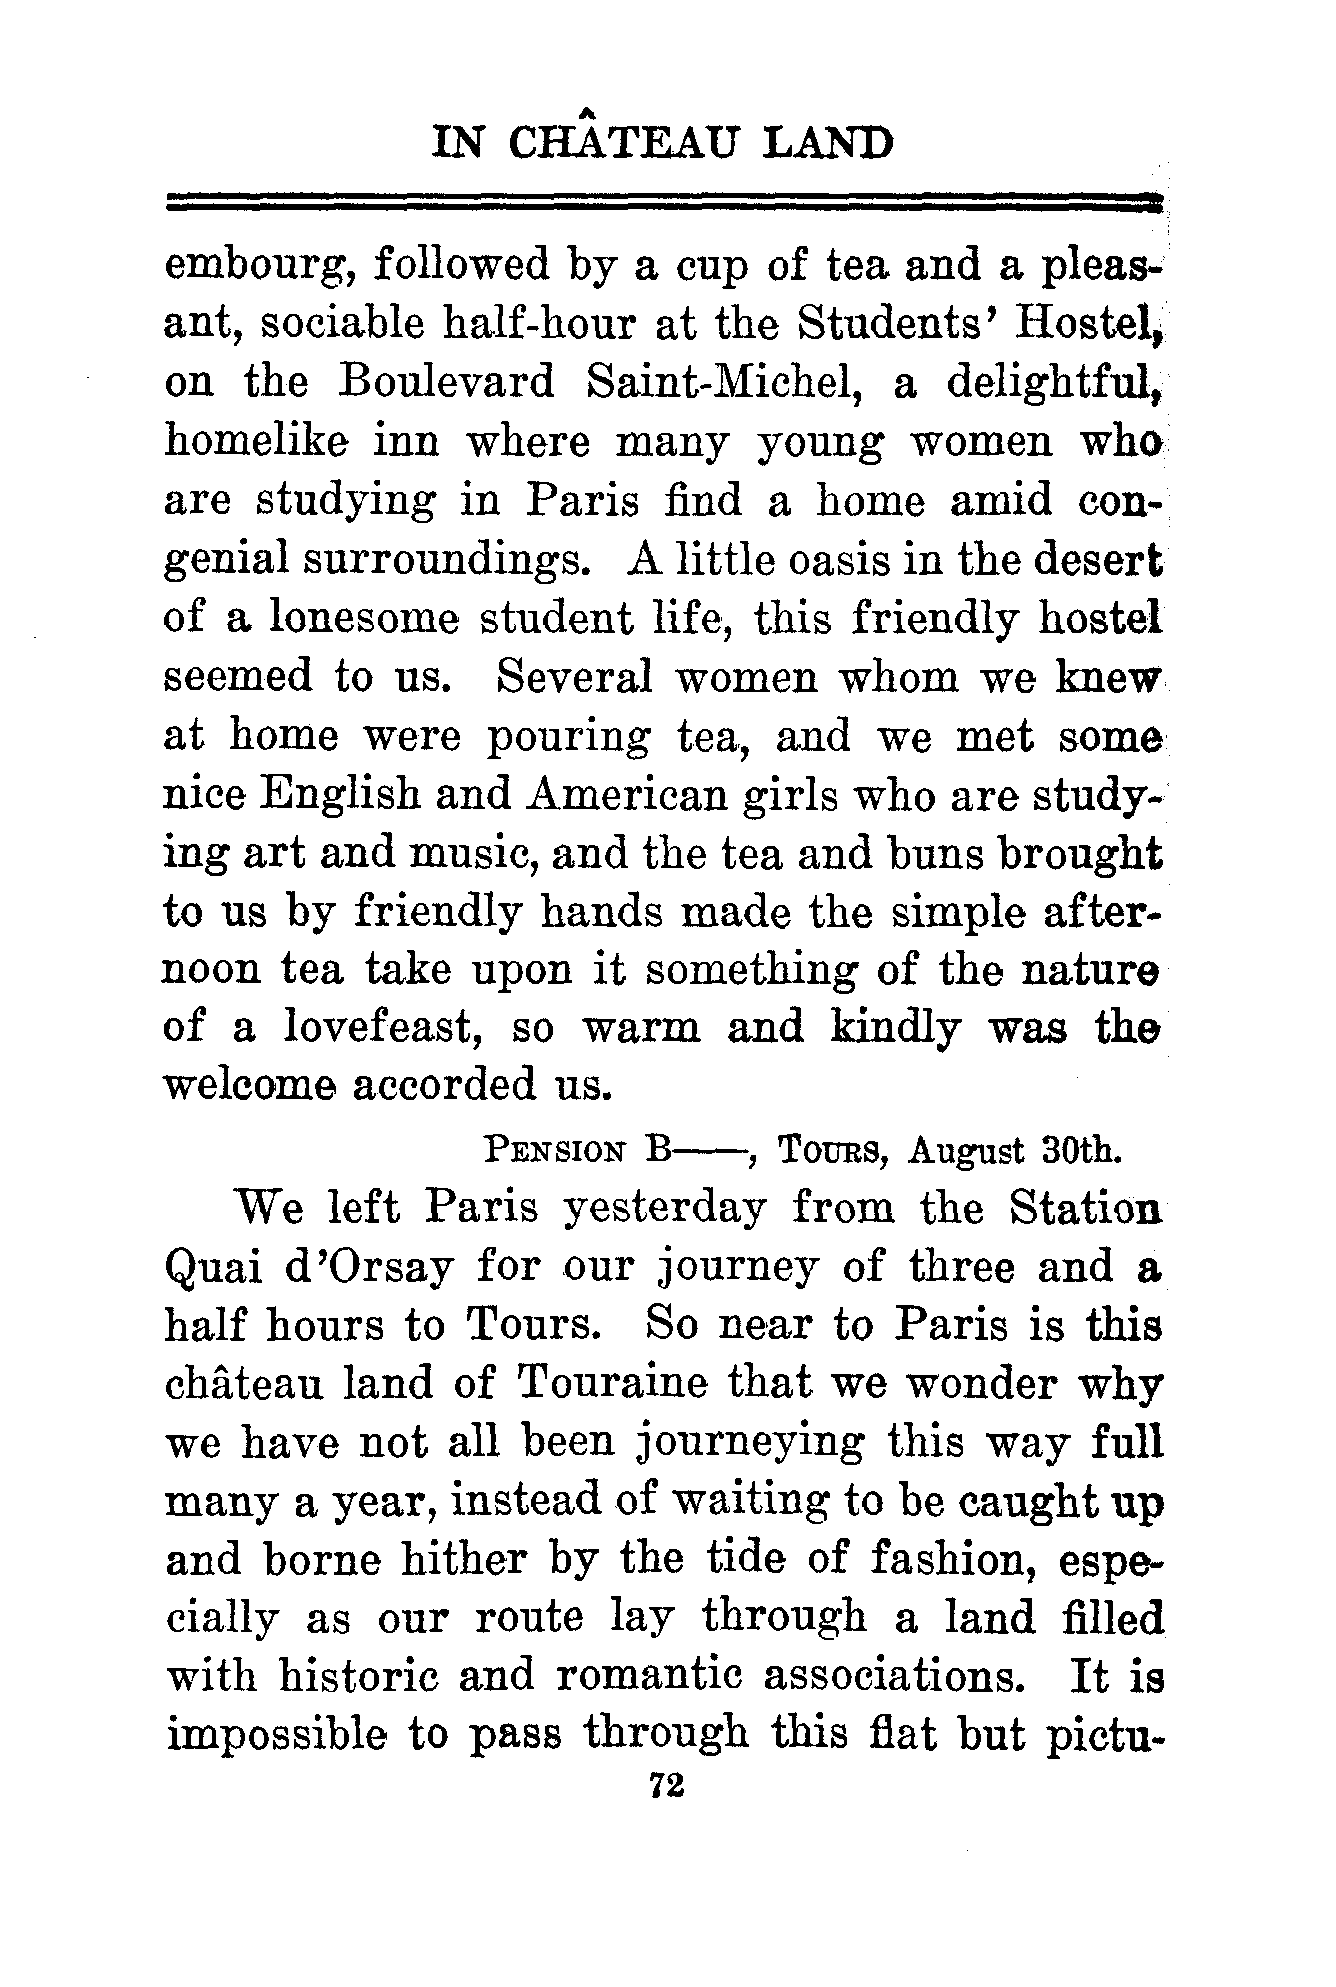 IN CHÂTEAU LAND
embourg, followed by a cup of tea and a pleas-
ant, sociable half-hour at the Students' Hostel,
on the Boulevard Saint-Michel, a delightful,
homelike inn where many young women who
are studying in Paris find a home amid con-
genial surroundings. A little oasis in the desert
of a lonesome student life, this friendly hostel
seemed to us. Several women whom we knew
at home were pouring tea, and we met some
nice English and American girls who are study-
ing art and music, and the tea and buns brought
to us by friendly hands made the simple after-
noon tea take upon it something of the nature
of a lovefeast, so warm and kindly was the
welcome accorded us.
PENSION B——, TOURS, August 30th.
We left Paris yesterday from the Station
Quai d'Orsay for our journey of three and a
half hours to Tours. So near to Paris is this
château land of Touraine that we wonder why
we have not all been journeying this way full
many a year, instead of waiting to be caught up
and borne hither by the tide of fashion, espe-
cially as our route lay through a land filled
with historic and romantic associations. It is
impossible to pass through this flat but pictu-
72